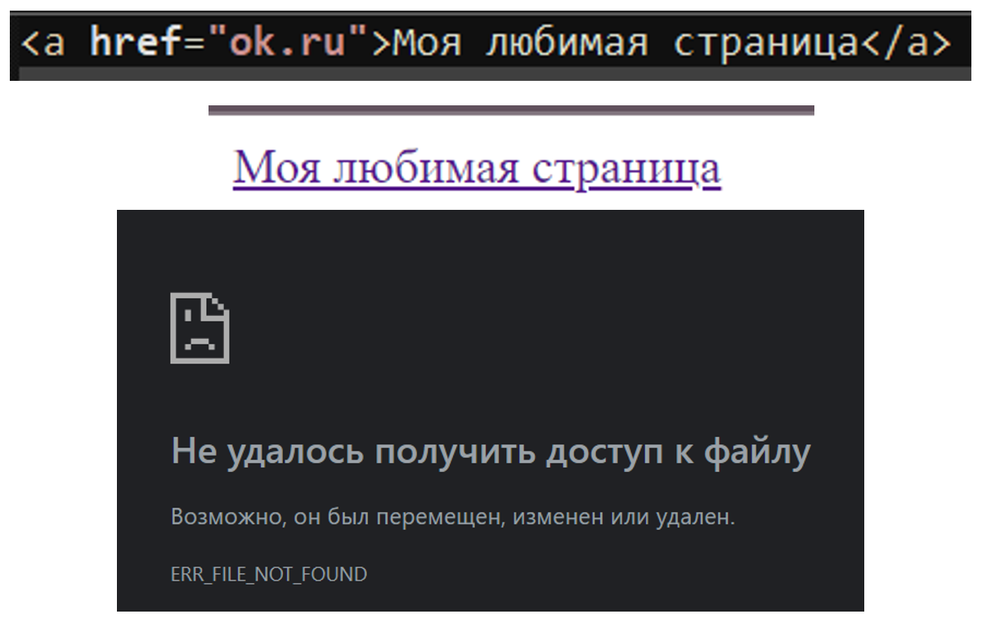 <a href="ok.ru">Моя любимая страница</a>
Моя любимая страница
Не удалось получить доступ к файлу
Возможно, он был перемещен, изменен или удален.
ERR_FILE_NOT_FOUND